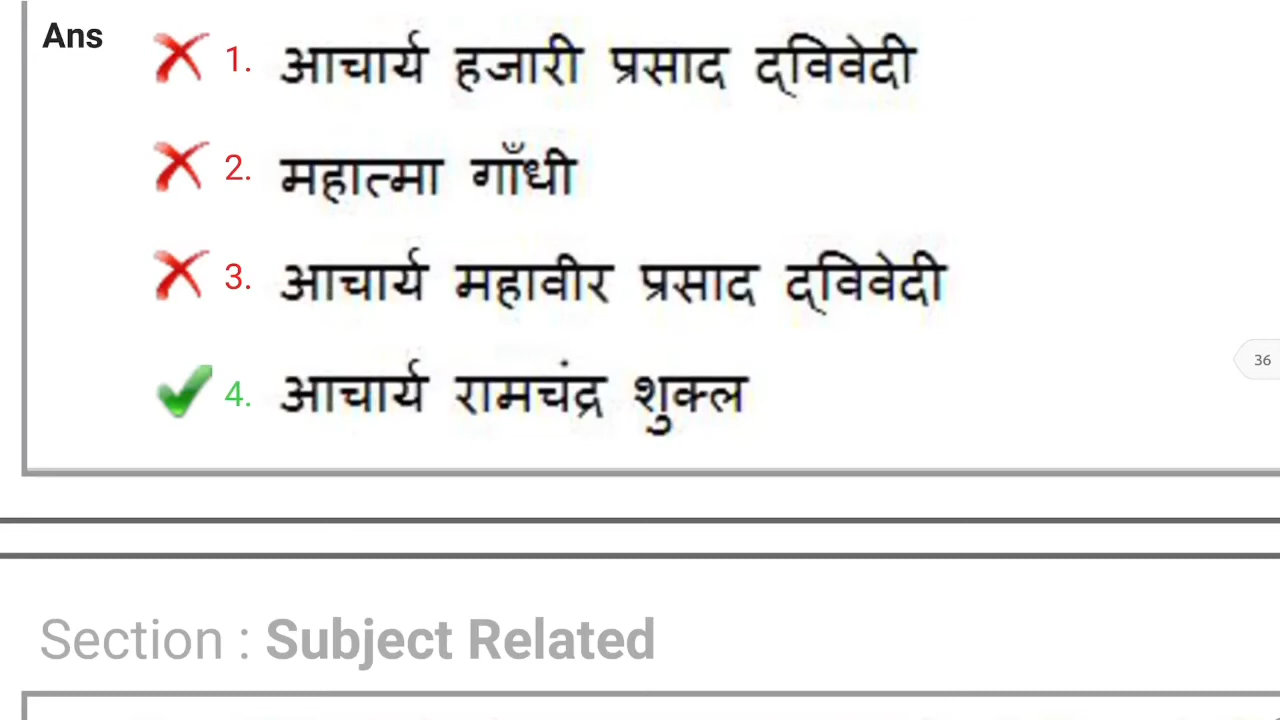 Ans
1. आचार्य हजारी प्रसाद द्विवेदी
2. महात्मा गाँधी
3. आचार्य महावीर प्रसाद द्विवेदी
36
4. आचार्य रामचंद्र शुक्ल
Section : Subject Related